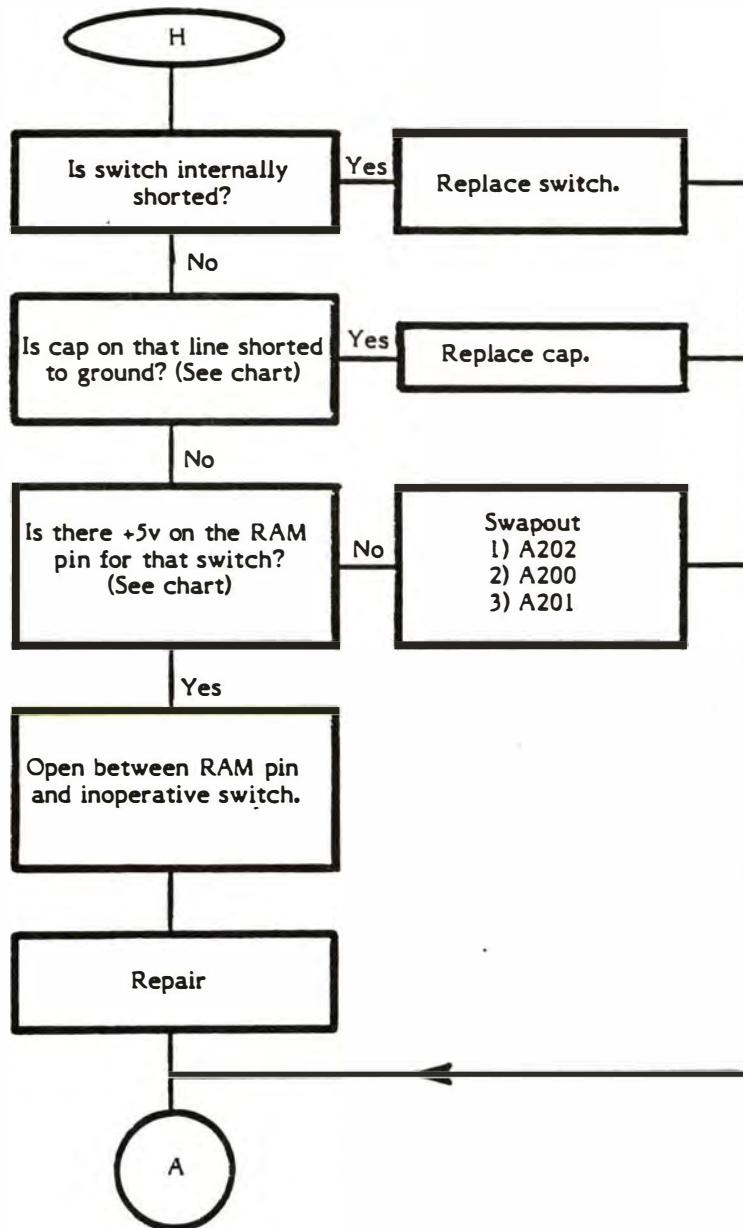 H
Is switch internally
shorted?
Yes
Replace switch.
No
Is cap on that line shorted
to ground? (See chart)
Yes
Replace cap.
No
Is there +5v on the RAM
pin for that switch?
(See chart)
No
Swapout
1) A202
2) A200
3) A201
Yes
Open between RAM pin
and inoperative switch.
Repair
A